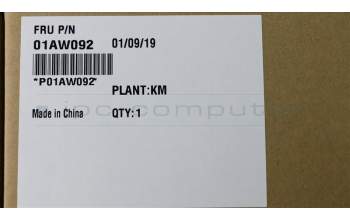 FRU P/N
01AW092 01/09/19
*P01AW092*
PLANT:KM
Made in China QTY:1